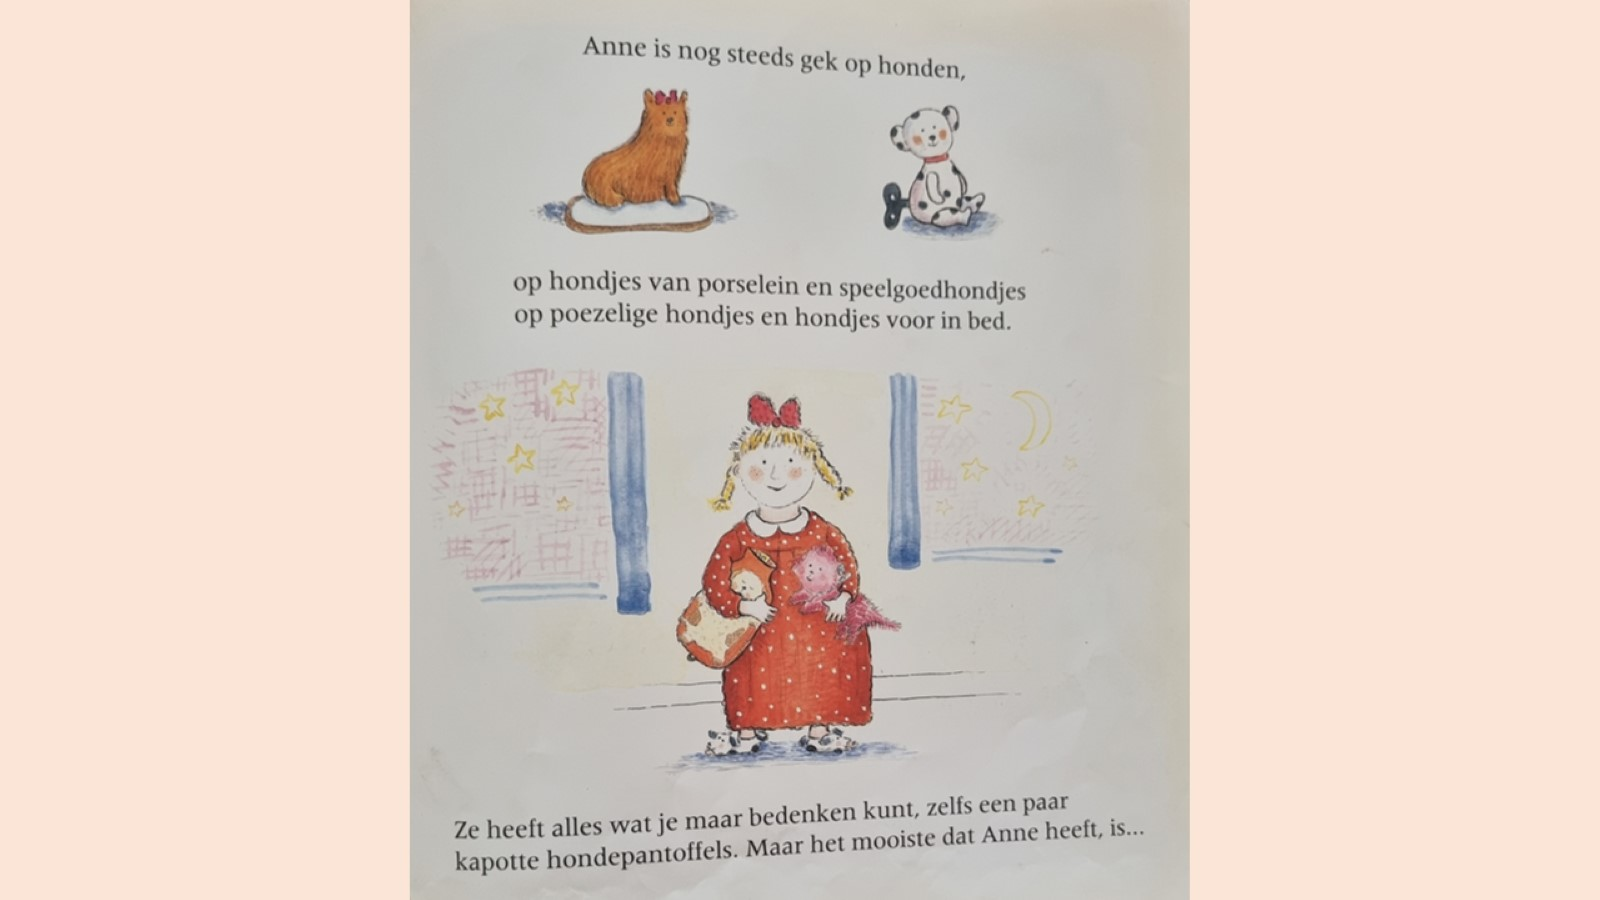 Anne is nog steeds gek op honden,
op hondjes van porselein en speelgoedhondjes
op poezelige hondjes en hondjes voor in bed.
Ze heeft alles wat je maar bedenken kunt, zelfs een paar
kapotte hondepantoffels. Maar het mooiste dat Anne heeft, is...